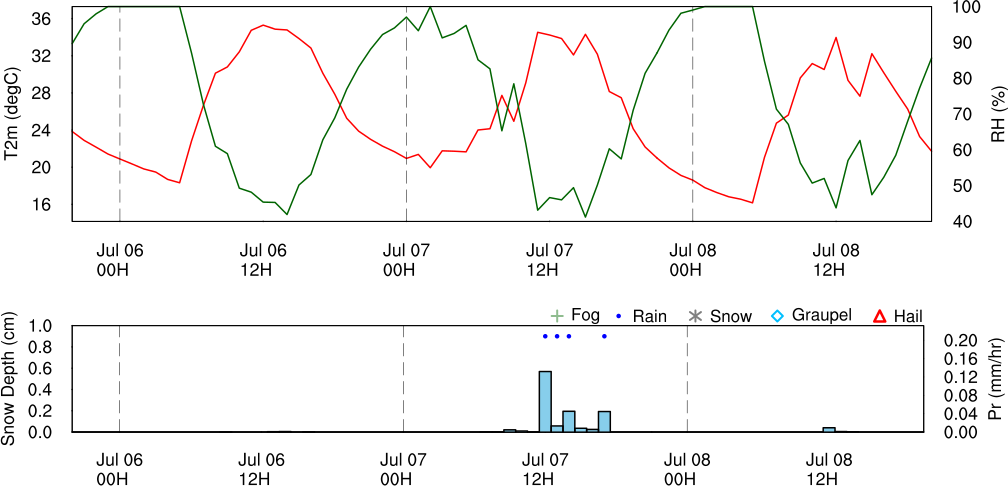 36
32
28
24
20
16
T2m (degC)
100
90
80
70
60
50
40
RH (%)
Jul 06 Jul 06 Jul 07 Jul 07 Jul 08 Jul 08
00H 12H 00H 12H 00H 12H
Fog Rain Snow Graupel Hail
1.0
0.8
0.6
0.4
0.2
0.0
Snow Depth (cm)
0.20
0.16
0.12
0.08
0.04
0.00
Pr (mm/hr)
Jul 06 Jul 06 Jul 07 Jul 07 Jul 08 Jul 08
00H 12H 00H 12H 00H 12H